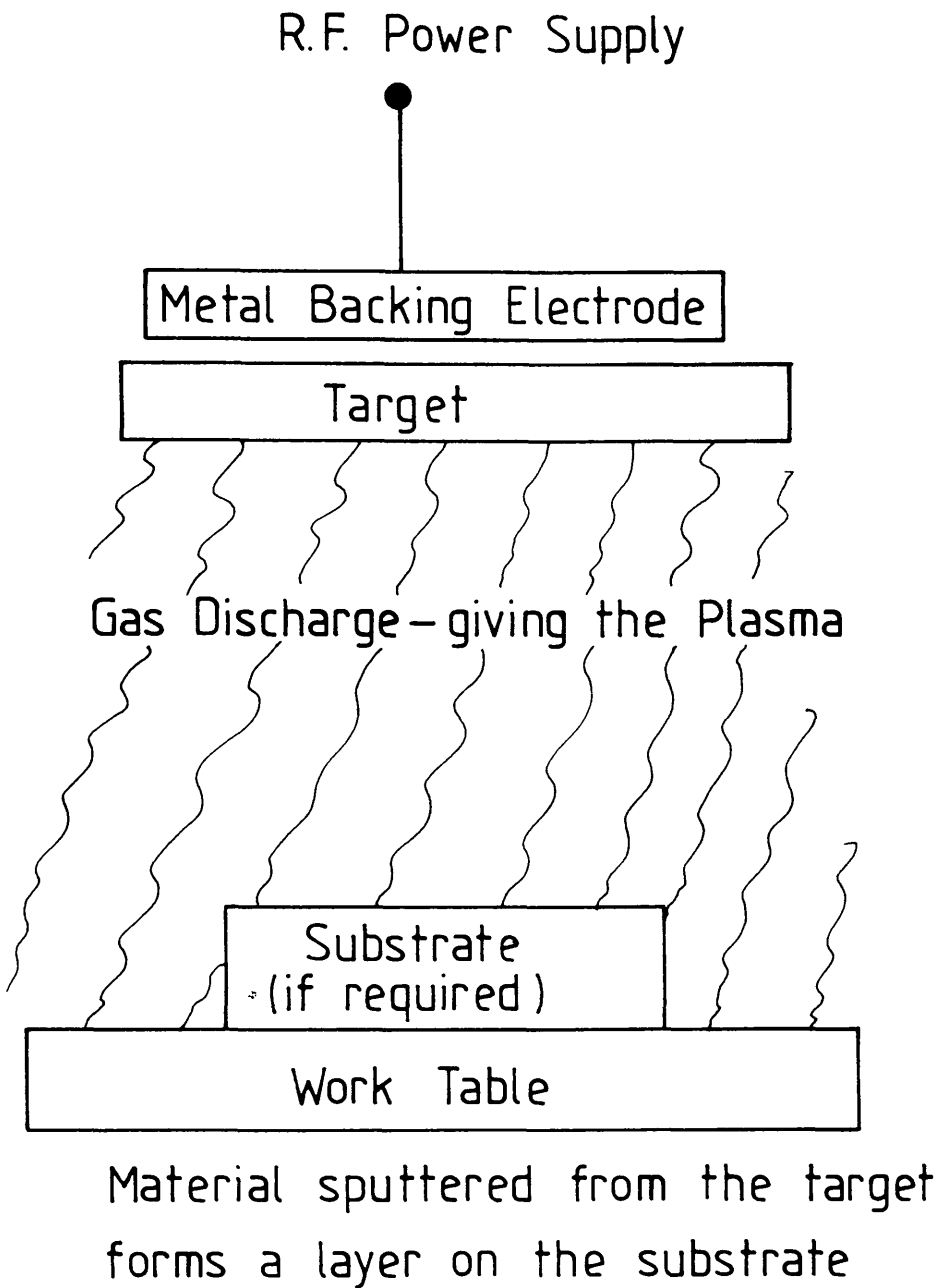 R.F. Power Supply
Metal Backing Electrode
Target
Gas Discharge – giving the Plasma
Substrate
(if required)
Work Table
Material sputtered from the target
forms a layer on the substrate